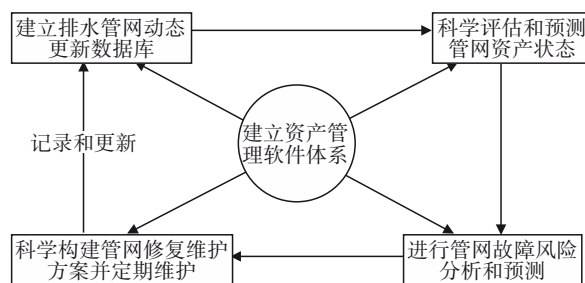 建立排水管网动态
更新数据库
科学评估和预测
管网资产状态
建立资产管
理软件体系
记录和更新
科学构建管网修复维护
方案并定期维护
进行管网故障风险
分析和预测